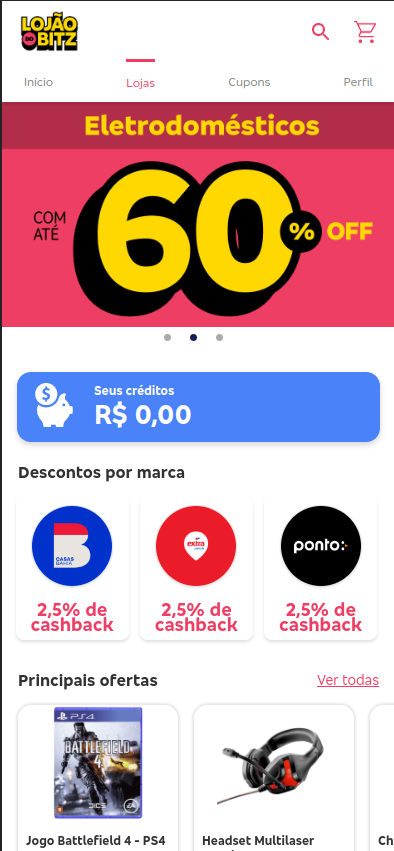 LOJÃO
DO BITZ
Início
Lojas
Cupons
Perfil
Eletrodomésticos
COM
ATÉ
60% OFF
Seus créditos
R$ 0,00
Descontos por marca
CASAS
BAHIA
extra
ponto:
2,5% de
cashback
2,5% de
cashback
2,5% de
cashback
Principais ofertas
Ver todas
PS4
BATTLEFIELD
4
DICE
EA
Jogo Battlefield 4 - PS4
Headset Multilaser
Ch